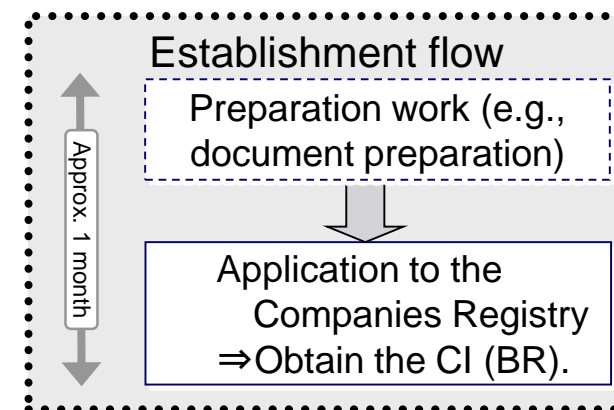 Establishment flow
Preparation work (e.g.,
document preparation)
Approx. 1 month
Application to the
Companies Registry
⇒Obtain the CI (BR).